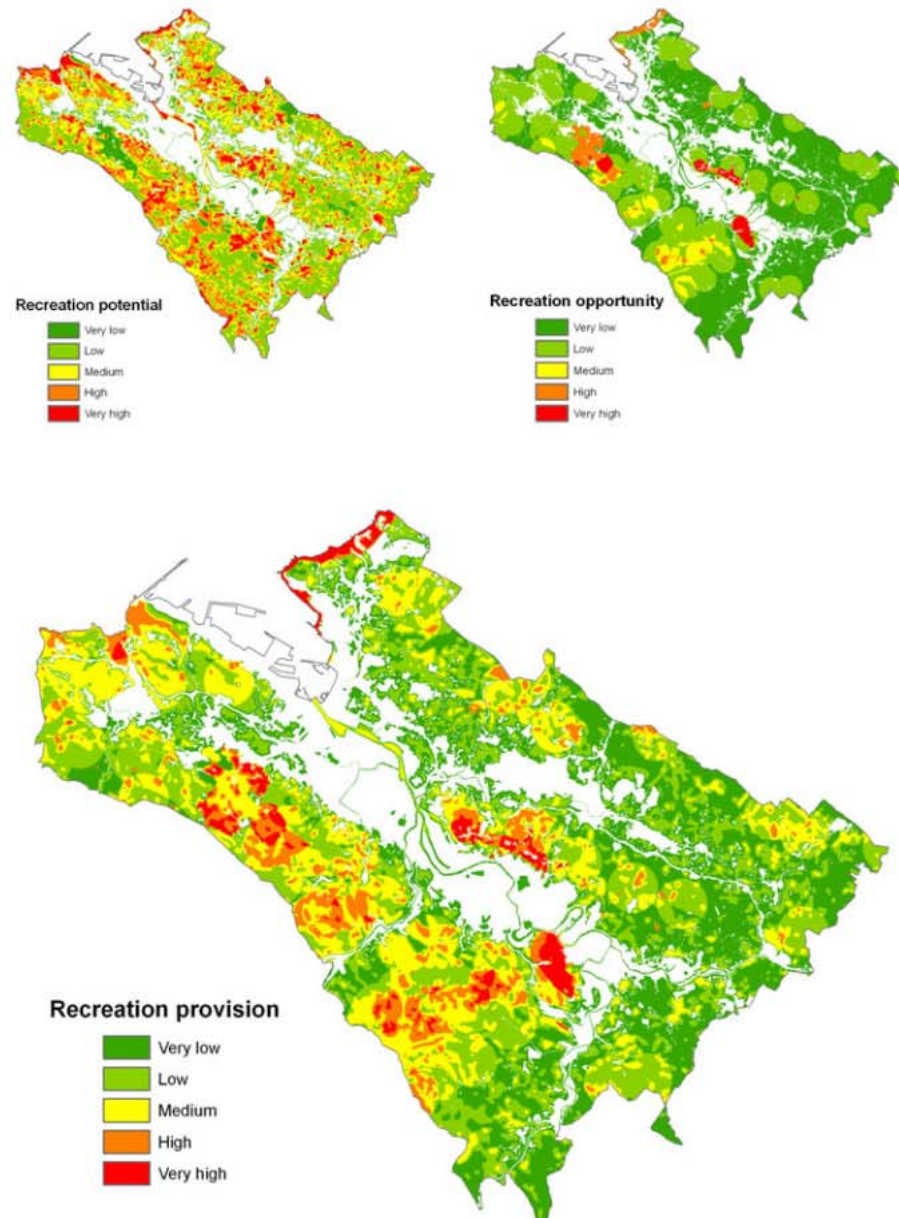 Recreation potential
Very low
Low
Medium
High
Very high
Recreation opportunity
Very low
Low
Medium
High
Very high
Recreation provision
Very low
Low
Medium
High
Very high